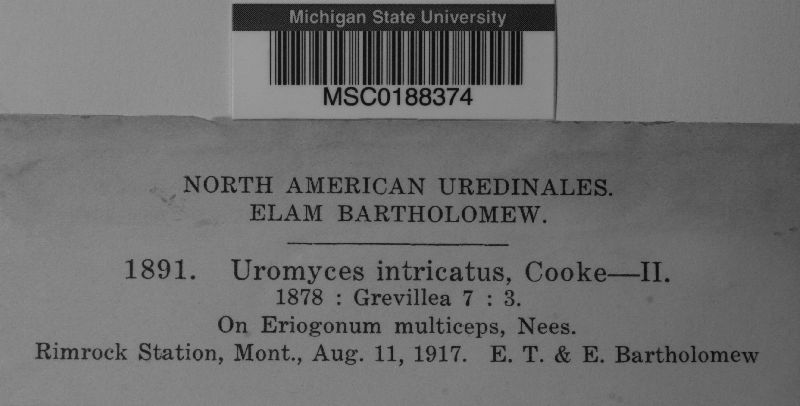 Michigan State University
MSC0188374
NORTH AMERICAN UREDINALES.
ELAM BARTHOLOMEW.
1891. Uromyces intricatus, Cooke—II.
1878 : Grevillea 7 : 3.
On Eriogonum multiceps, Nees.
Rimrock Station, Mont., Aug. 11, 1917. E. T. & E. Bartholomew